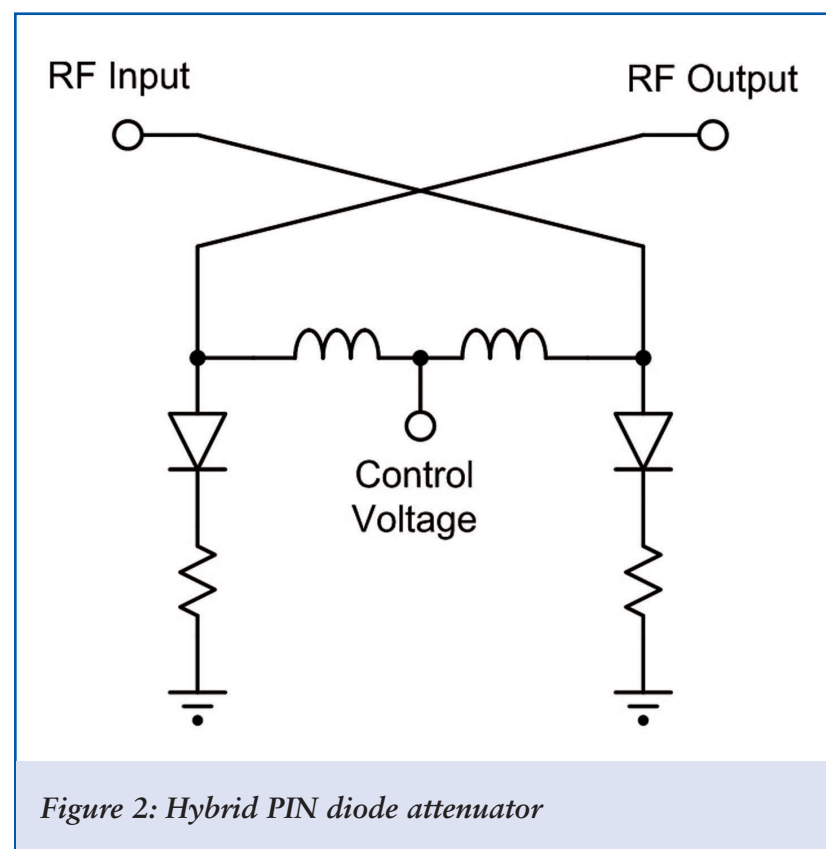 RF Input
RF Output
Control
Voltage
Figure 2: Hybrid PIN diode attenuator